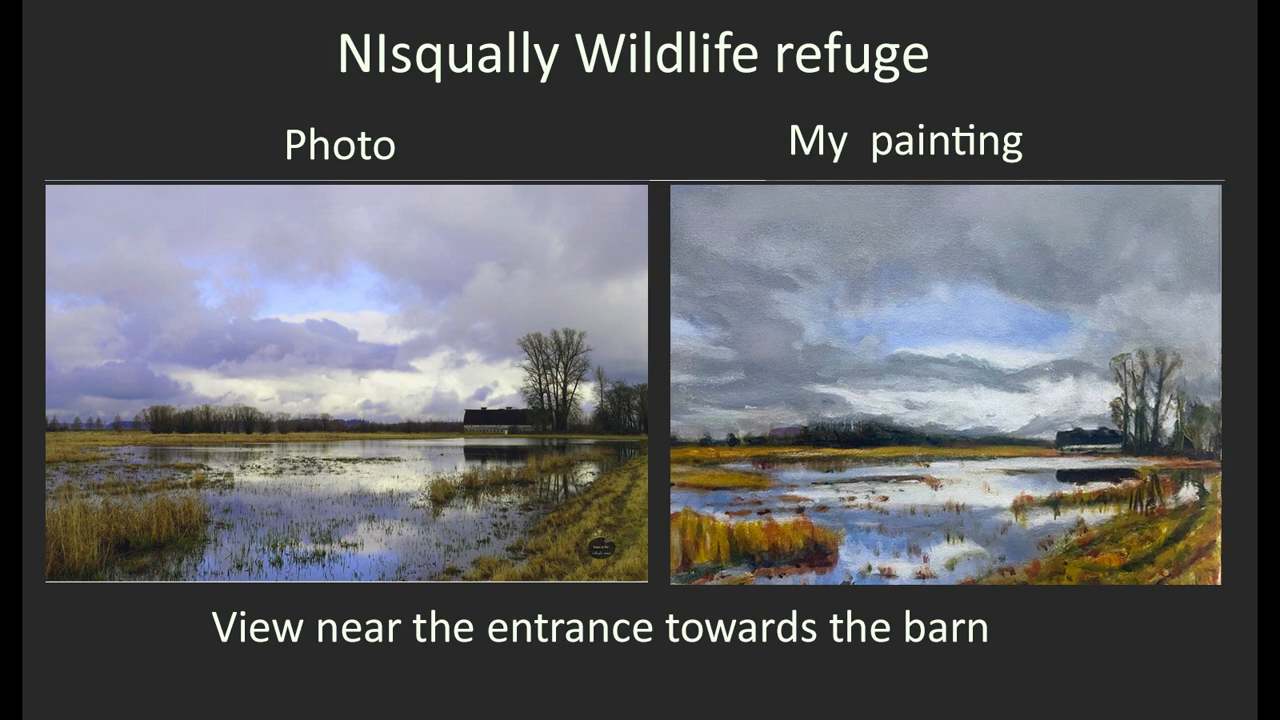 NIsqually Wildlife refuge
Photo
My painting
View near the entrance towards the barn